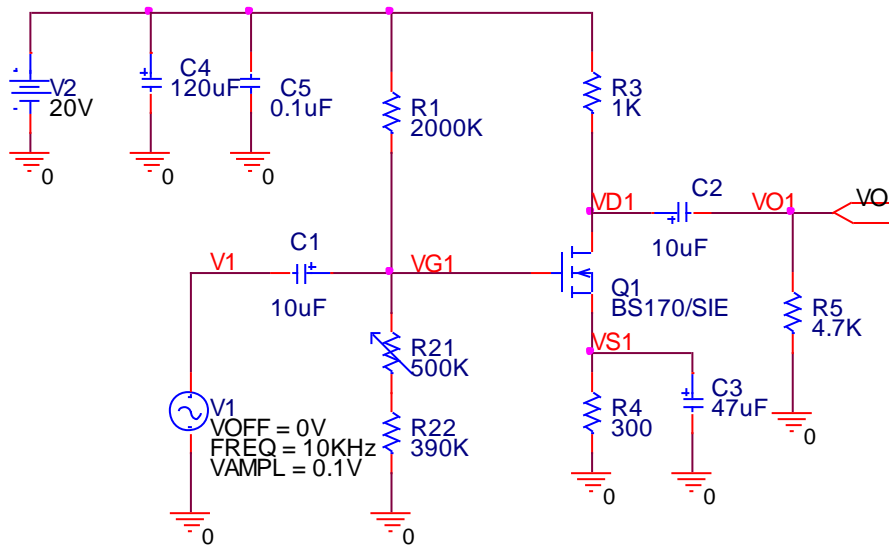 V2
20V
C4
120uF
C5
0.1uF
R1
2000K
R3
1K
0
0
0
VD1
C2
10uF
VO1
VO
V1
C1
10uF
VG1
Q1
BS170/SIE
R21
500K
VS1
R5
4.7K
V1
VOFF = 0V
FREQ = 10KHz
VAMPL = 0.1V
R22
390K
R4
300
C3
47uF
0
0
0
0
0